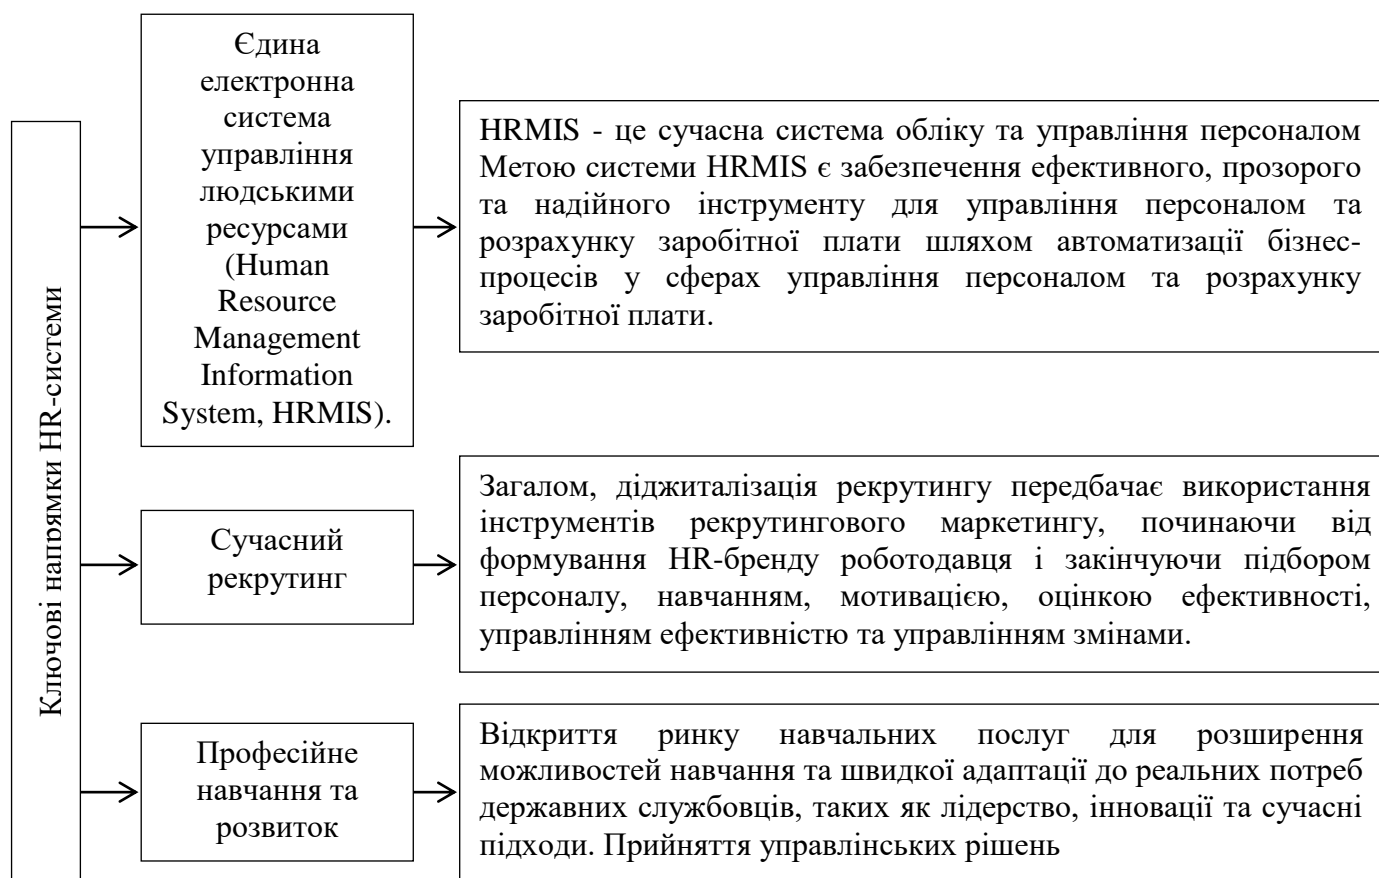 Ключові напрямки HR-системи
Єдина
електронна
система
управління
людськими
ресурсами
(Human
Resource
Management
Information
System, HRMIS).
HRMIS - це сучасна система обліку та управління персоналом
Метою системи HRMIS є забезпечення ефективного, прозорого
та надійного інструменту для управління персоналом та
розрахунку заробітної плати шляхом автоматизації бізнес-
процесів у сферах управління персоналом та розрахунку
заробітної плати.
Сучасний
рекрутинг
Загалом, діджиталізація рекрутингу передбачає використання
інструментів рекрутингового маркетингу, починаючи від
формування HR-бренду роботодавця і закінчуючи підбором
персоналу, навчанням, мотивацією, оцінкою ефективності,
управлінням ефективністю та управлінням змінами.
Професійне
навчання та
розвиток
Відкриття ринку навчальних послуг для розширення
можливостей навчання та швидкої адаптації до реальних потреб
державних службовців, таких як лідерство, інновації та сучасні
підходи. Прийняття управлінських рішень